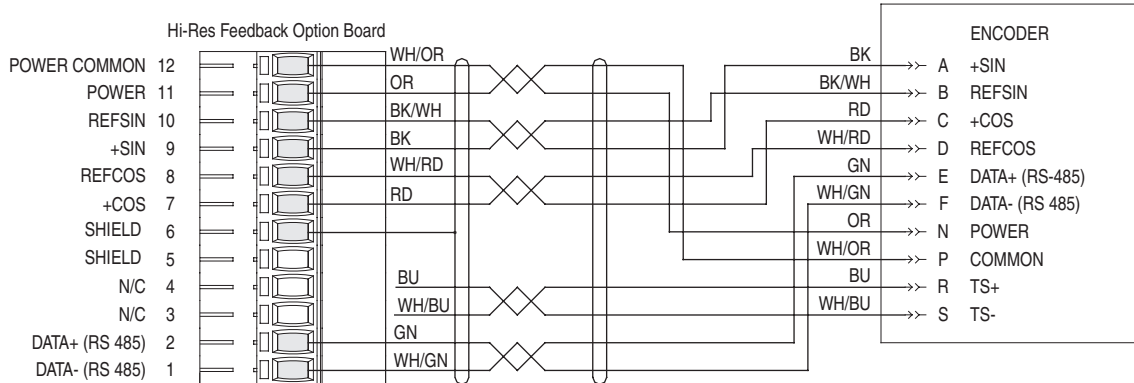 Hi-Res Feedback Option Board
ENCODER
POWER COMMON 12 WH/OR BK A +SIN
POWER 11 OR BK/WH B REFSIN
REFSIN 10 BK/WH RD C +COS
+SIN 9 BK WH/RD D REFCOS
REFCOS 8 WH/RD GN E DATA+ (RS-485)
+COS 7 RD WH/GN F DATA- (RS 485)
SHIELD 6 OR N POWER
SHIELD 5 WH/OR P COMMON
N/C 4 BU BU R TS+
N/C 3 WH/BU WH/BU S TS-
DATA+ (RS 485) 2 GN
DATA- (RS 485) 1 WH/GN